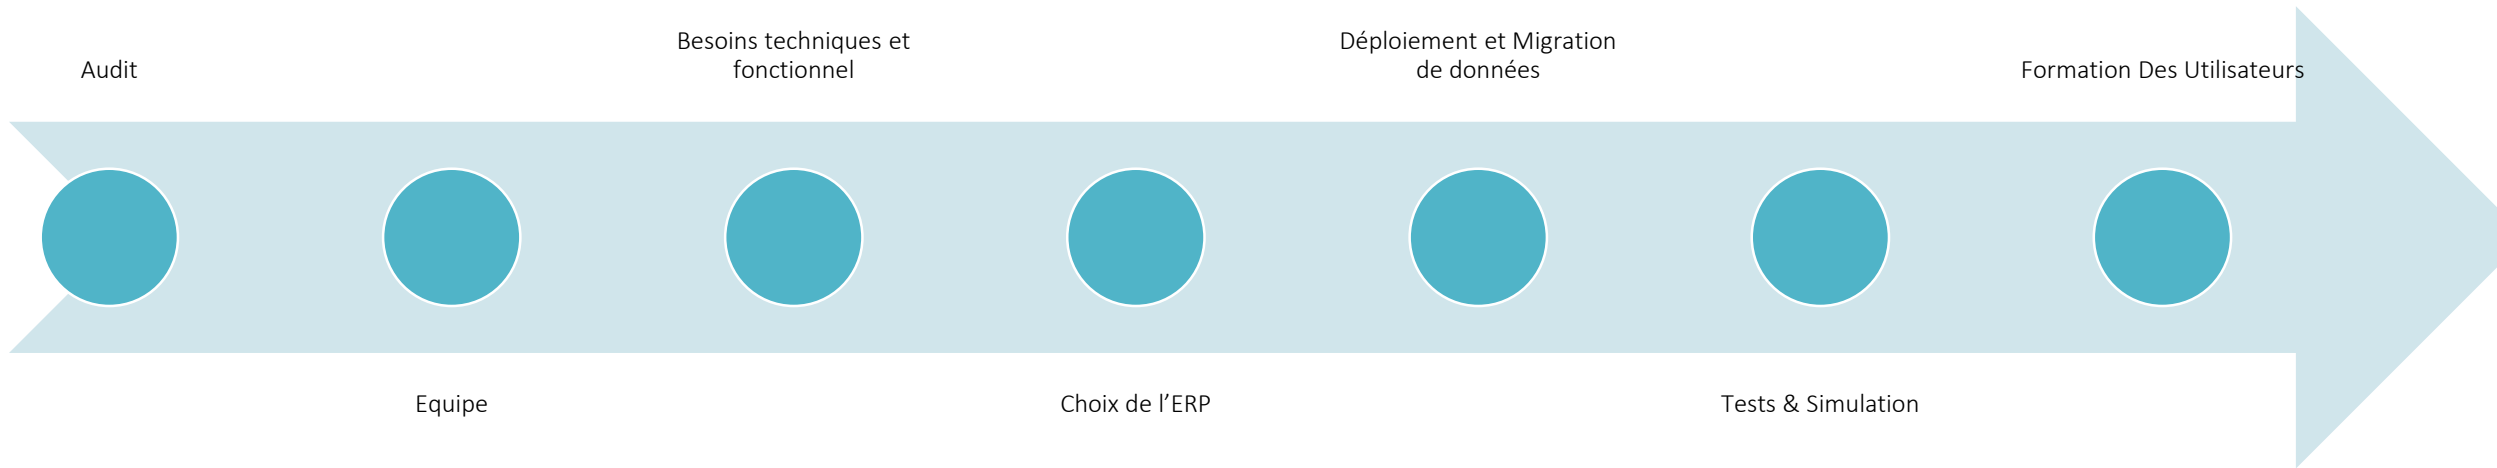 Audit
Equipe
Besoins techniques et
fonctionnel
Choix de l’ERP
Déploiement et Migration
de données
Tests & Simulation
Formation Des Utilisateurs